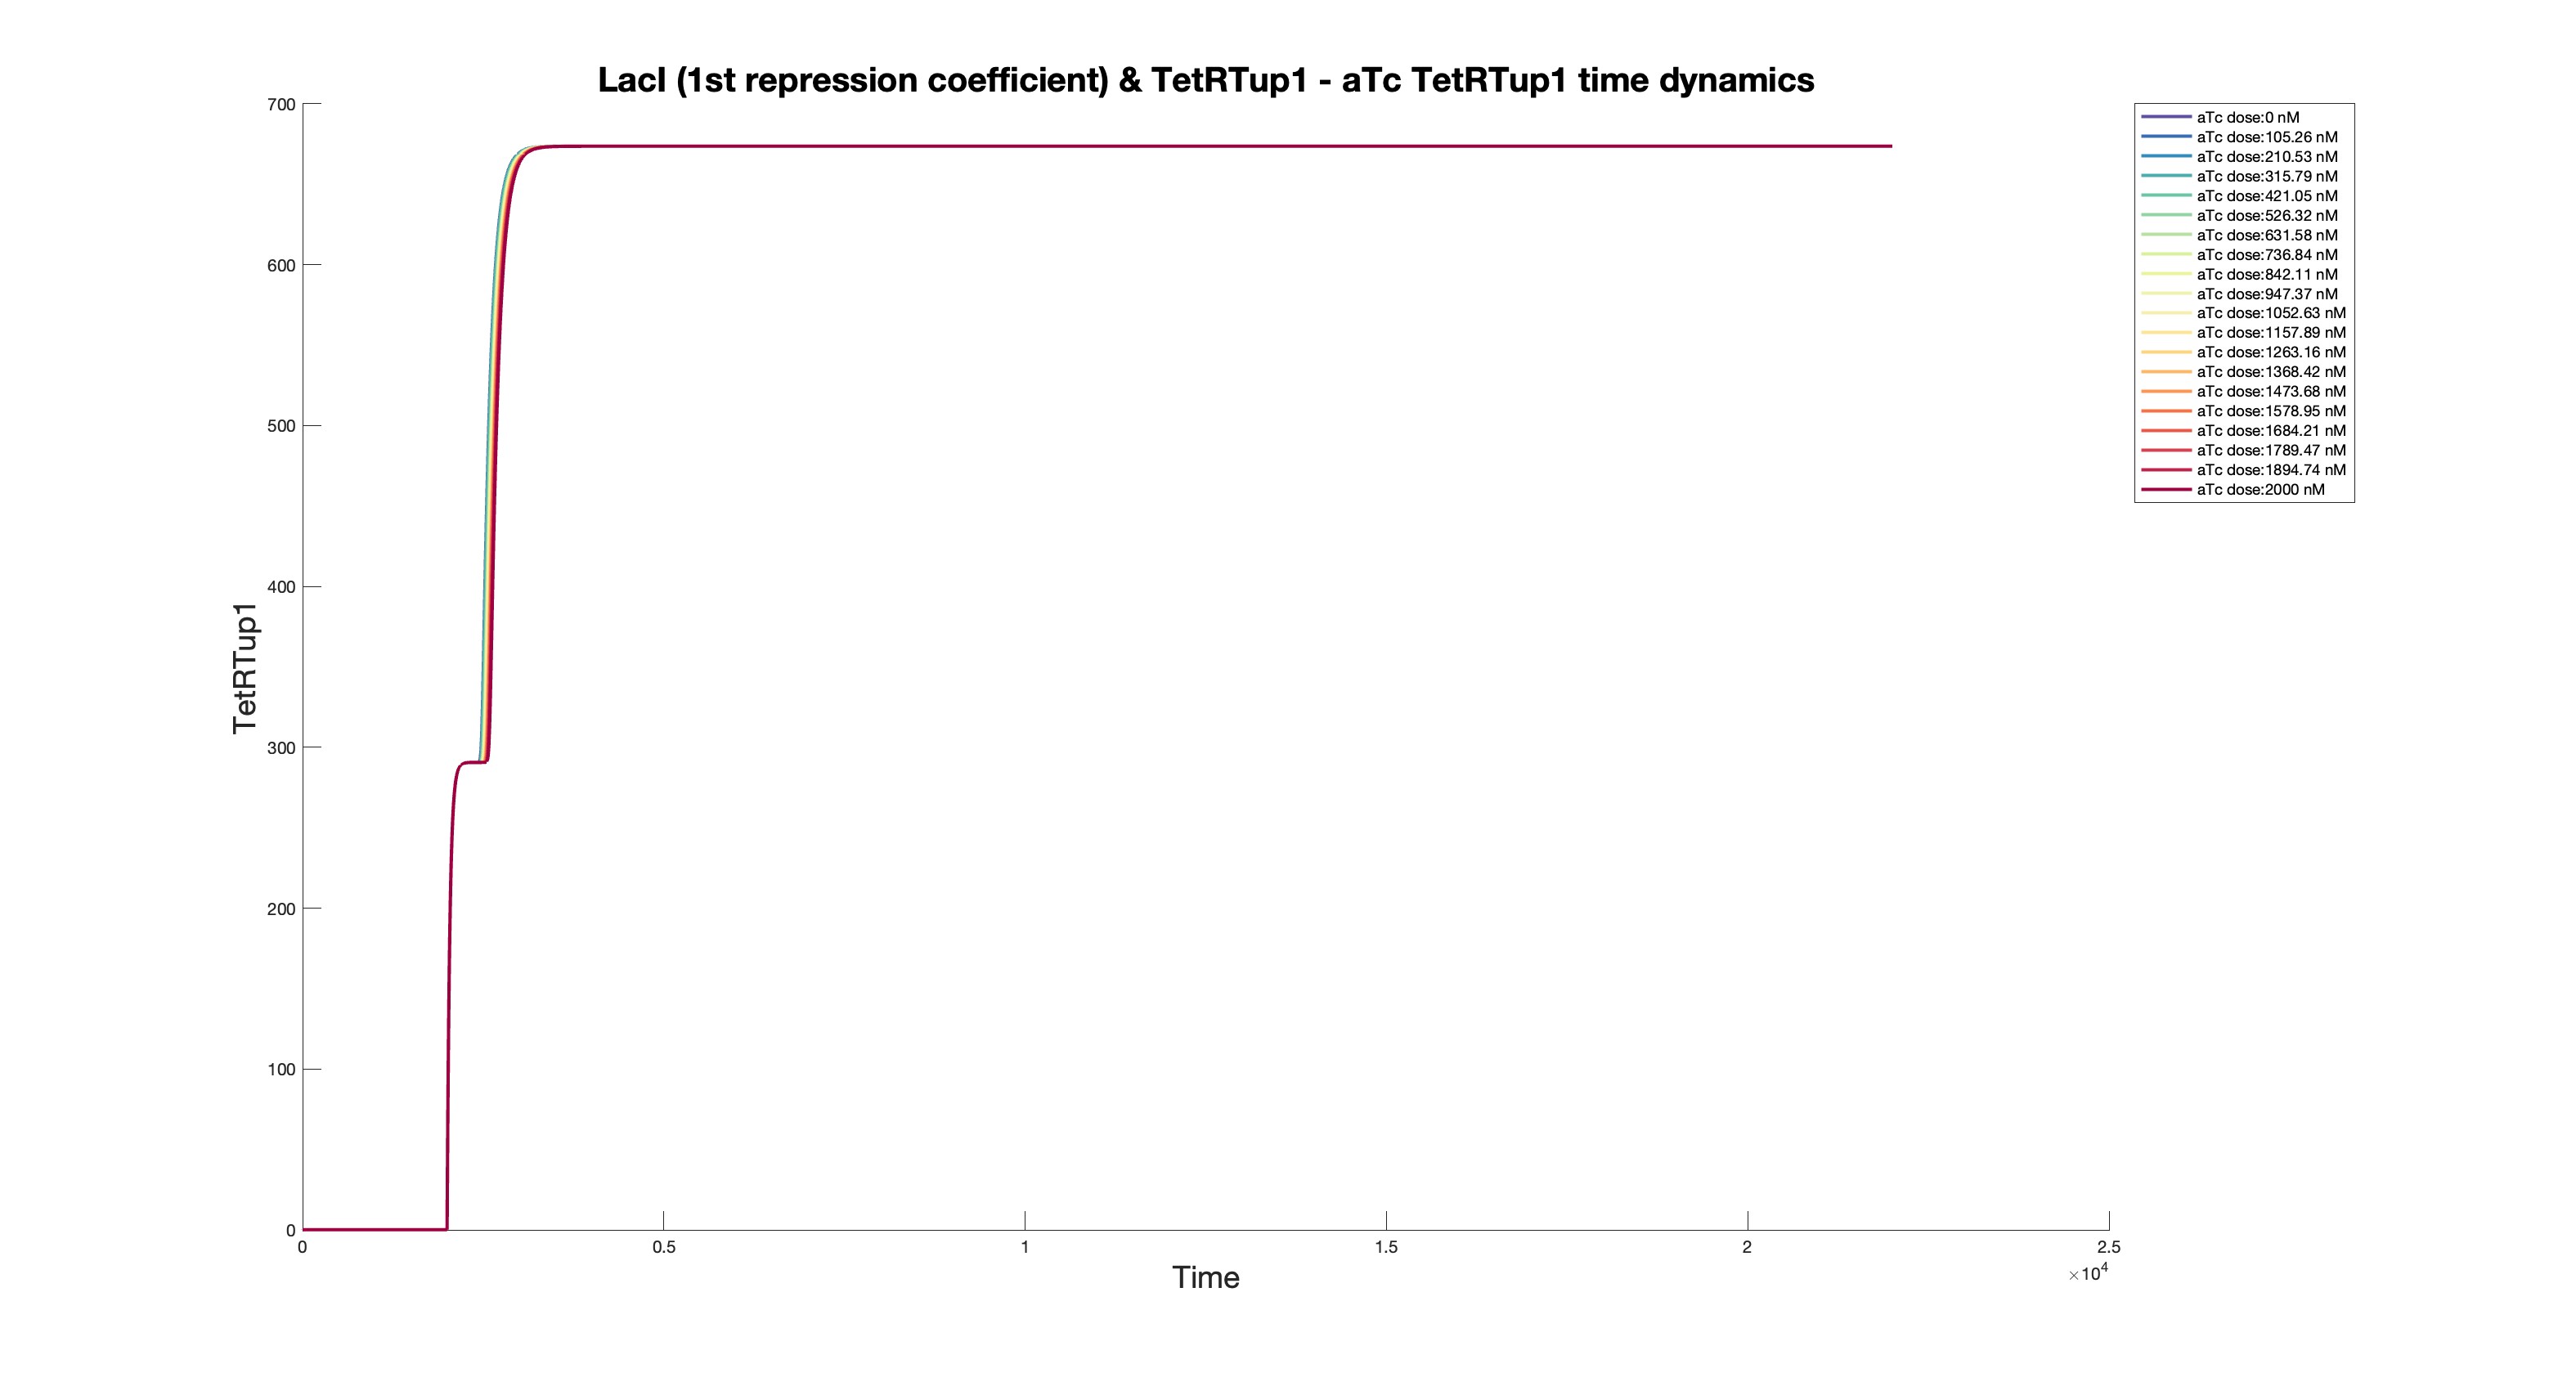 LacI (1st repression coefficient) & TetRTup1 - aTc TetRTup1 time dynamics
700
600
500
400
300
200
100
0
TetRTup1
0 0.5 1 1.5 2 2.5
×10⁴
Time
aTc dose:0 nM
aTc dose:105.26 nM
aTc dose:210.53 nM
aTc dose:315.79 nM
aTc dose:421.05 nM
aTc dose:526.32 nM
aTc dose:631.58 nM
aTc dose:736.84 nM
aTc dose:842.11 nM
aTc dose:947.37 nM
aTc dose:1052.63 nM
aTc dose:1157.89 nM
aTc dose:1263.16 nM
aTc dose:1368.42 nM
aTc dose:1473.68 nM
aTc dose:1578.95 nM
aTc dose:1684.21 nM
aTc dose:1789.47 nM
aTc dose:1894.74 nM
aTc dose:2000 nM